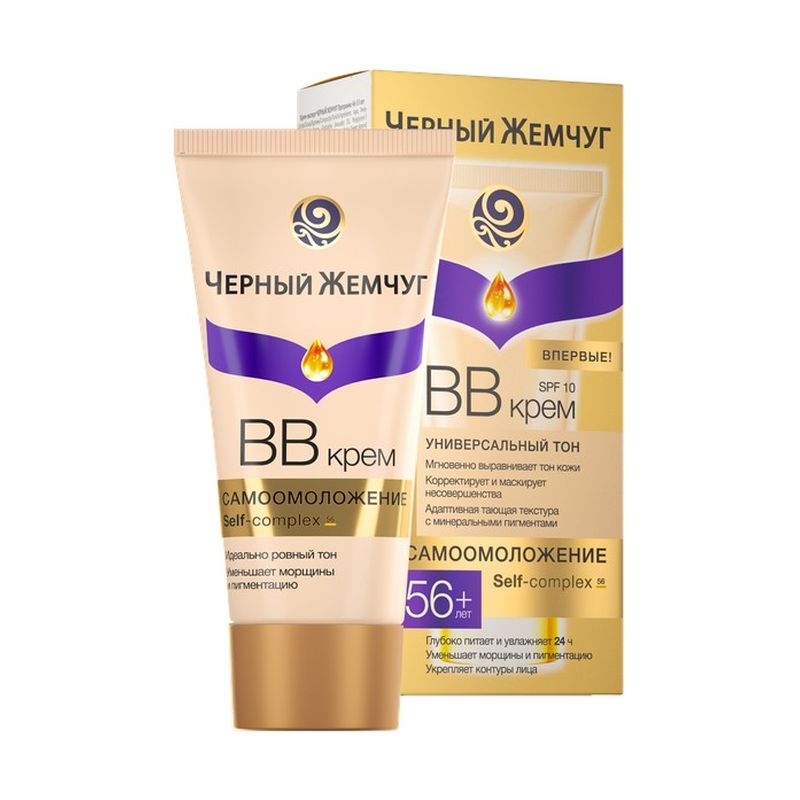 ЧЕРНЫЙ ЖЕМЧУГ
BB крем
САМООМОЛОЖЕНИЕ
Self-complex 56
Идеально ровный тон
Уменьшает морщины
и пигментацию
ЧЕРНЫЙ ЖЕМЧУГ
ВПЕРВЫЕ!
SPF 10
BB крем
УНИВЕРСАЛЬНЫЙ ТОН
Мгновенно выравнивает тон кожи
Корректирует и маскирует
несовершенства
Адаптивная тающая текстура
с минеральными пигментами
САМООМОЛОЖЕНИЕ
Self-complex 56
56+
лет
Глубоко питает и увлажняет 24 ч
Уменьшает морщины и пигментацию
Укрепляет контуры лица